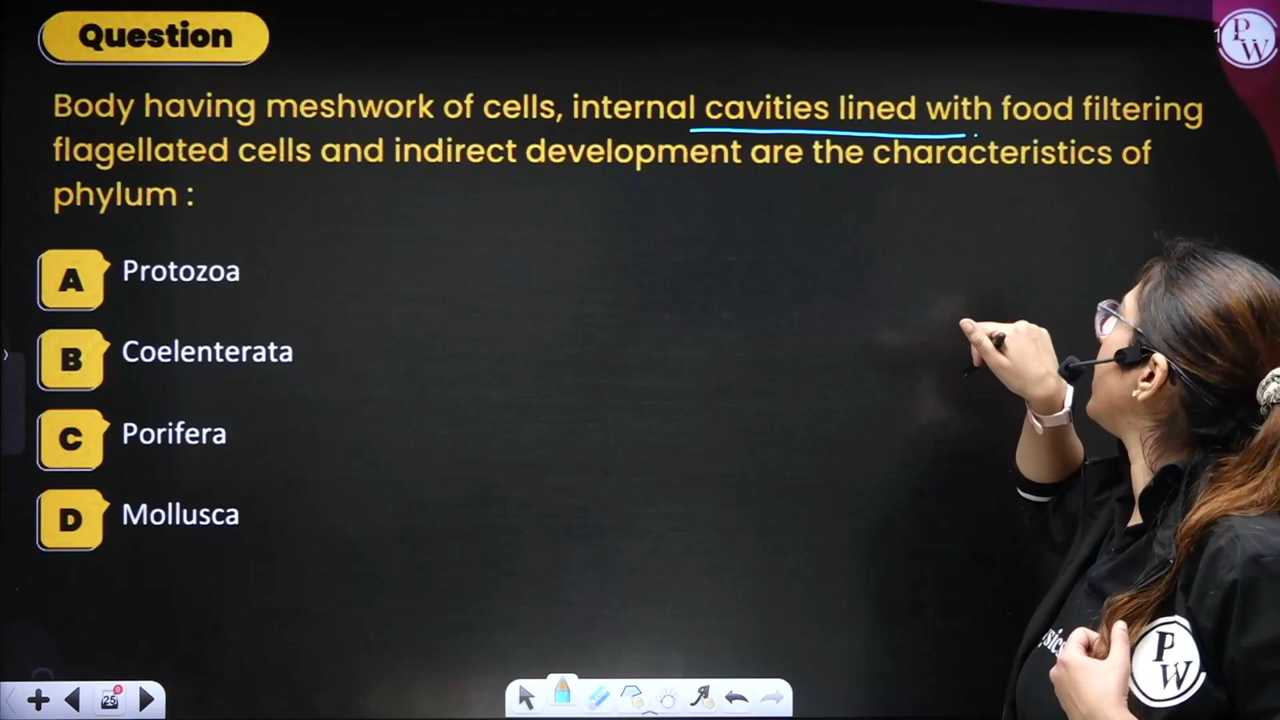 Question
Body having meshwork of cells, internal cavities lined with food filtering
flagellated cells and indirect development are the characteristics of
phylum :
A Protozoa
B Coelenterata
C Porifera
D Mollusca
PW
PW
25